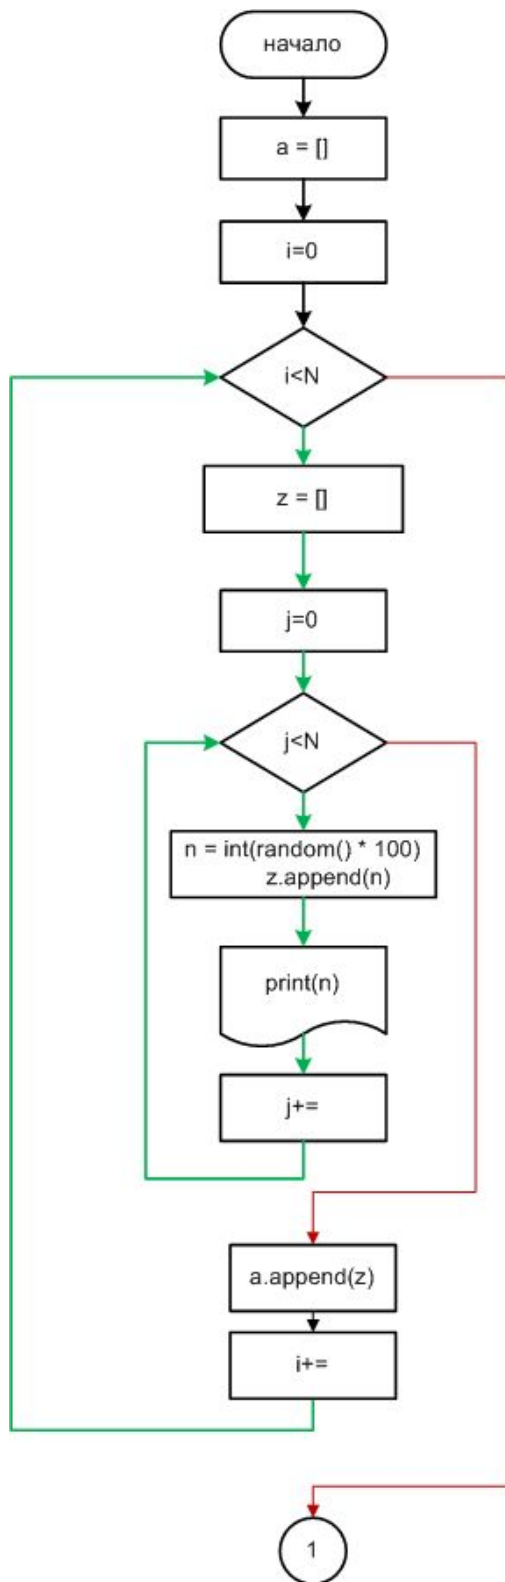 начало
a = []
i=0
i<N
z = []
j=0
j<N
n = int(random() * 100)
z.append(n)
print(n)
j+=
a.append(z)
i+=
1